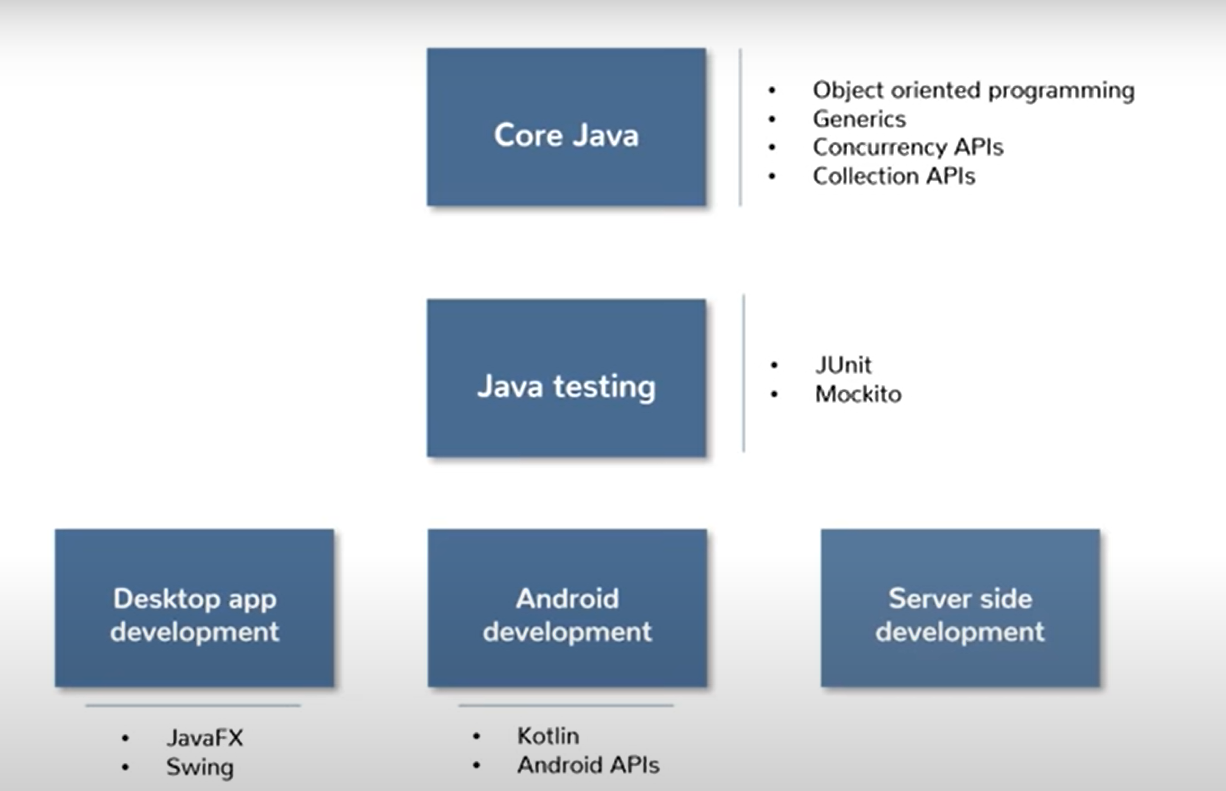 Core Java
• Object oriented programming
• Generics
• Concurrency APIs
• Collection APIs
Java testing
• JUnit
• Mockito
Desktop app
development
• JavaFX
• Swing
Android
development
• Kotlin
• Android APIs
Server side
development